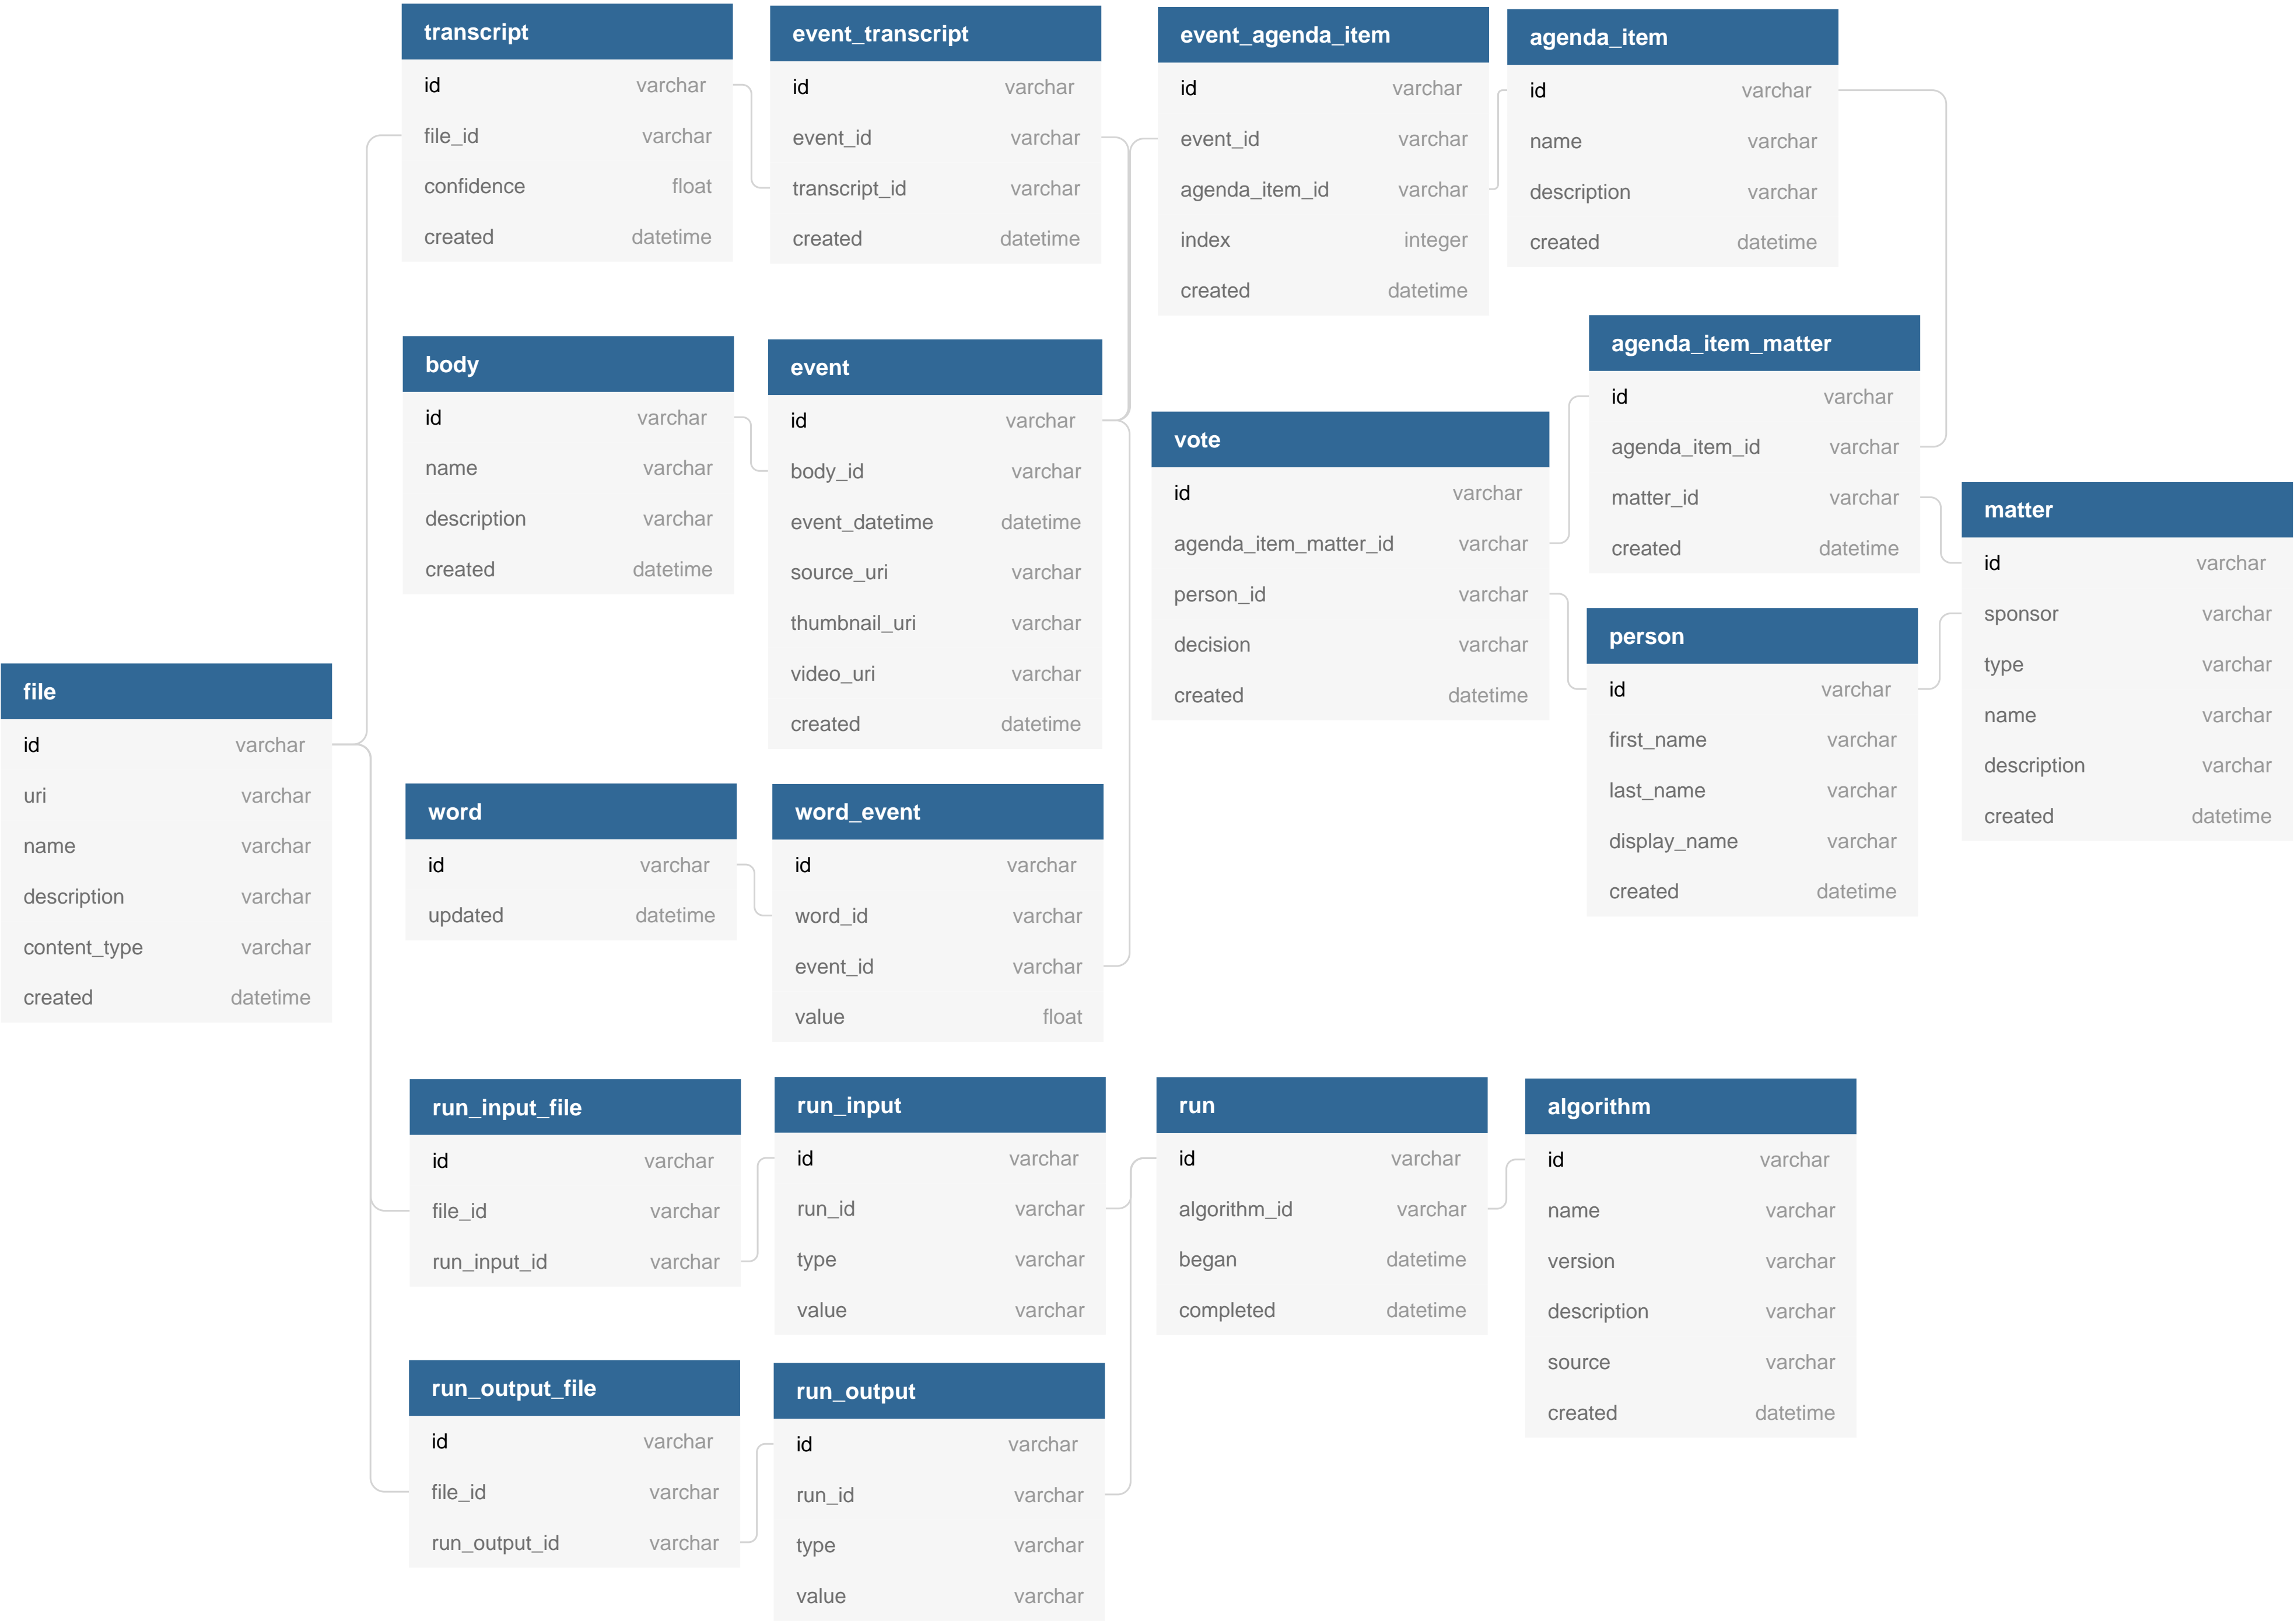 transcript
id varchar
file_id varchar
confidence float
created datetime
event_transcript
id varchar
event_id varchar
transcript_id varchar
created datetime
event_agenda_item
id varchar
event_id varchar
agenda_item_id varchar
index integer
created datetime
agenda_item
id varchar
name varchar
description varchar
created datetime
body
id varchar
name varchar
description varchar
created datetime
event
id varchar
body_id varchar
event_datetime datetime
source_uri varchar
thumbnail_uri varchar
video_uri varchar
created datetime
vote
id varchar
agenda_item_matter_id varchar
person_id varchar
decision varchar
created datetime
agenda_item_matter
id varchar
agenda_item_id varchar
matter_id varchar
created datetime
matter
id varchar
sponsor varchar
type varchar
name varchar
description varchar
created datetime
person
id varchar
first_name varchar
last_name varchar
display_name varchar
created datetime
file
id varchar
uri varchar
name varchar
description varchar
content_type varchar
created datetime
word
id varchar
updated datetime
word_event
id varchar
word_id varchar
event_id varchar
value float
run_input_file
id varchar
file_id varchar
run_input_id varchar
run_input
id varchar
run_id varchar
type varchar
value varchar
run
id varchar
algorithm_id varchar
began datetime
completed datetime
algorithm
id varchar
name varchar
version varchar
description varchar
source varchar
created datetime
run_output_file
id varchar
file_id varchar
run_output_id varchar
run_output
id varchar
run_id varchar
type varchar
value varchar